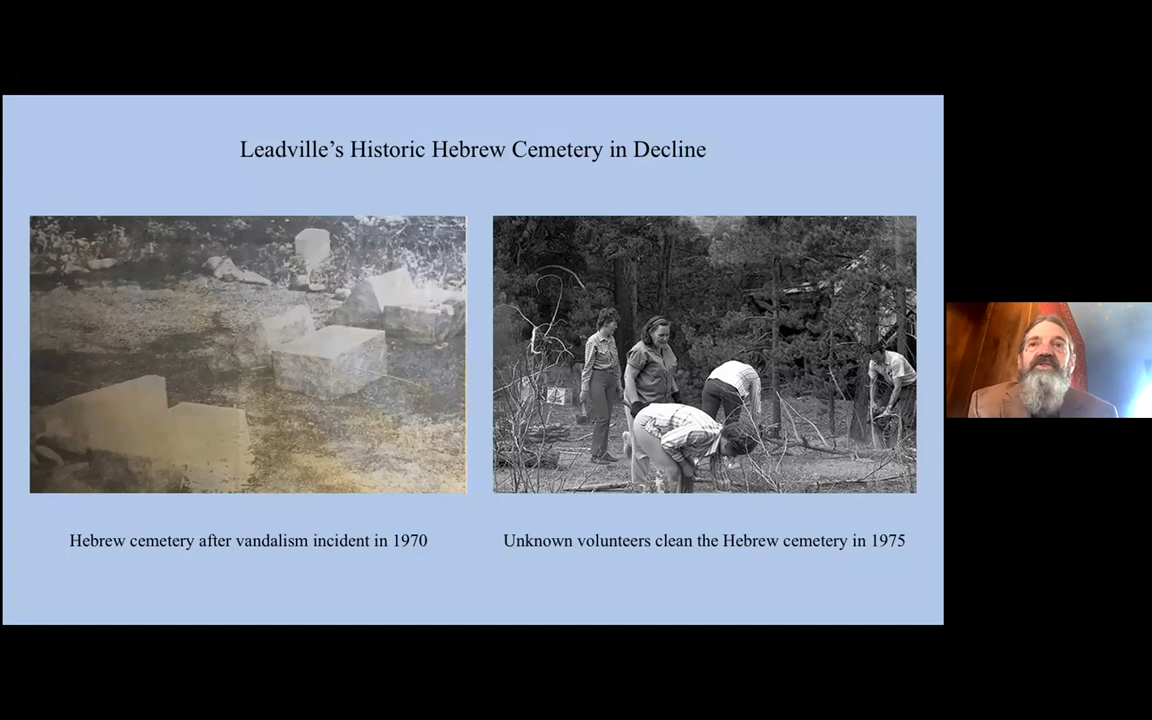 Leadville’s Historic Hebrew Cemetery in Decline
Hebrew cemetery after vandalism incident in 1970
Unknown volunteers clean the Hebrew cemetery in 1975